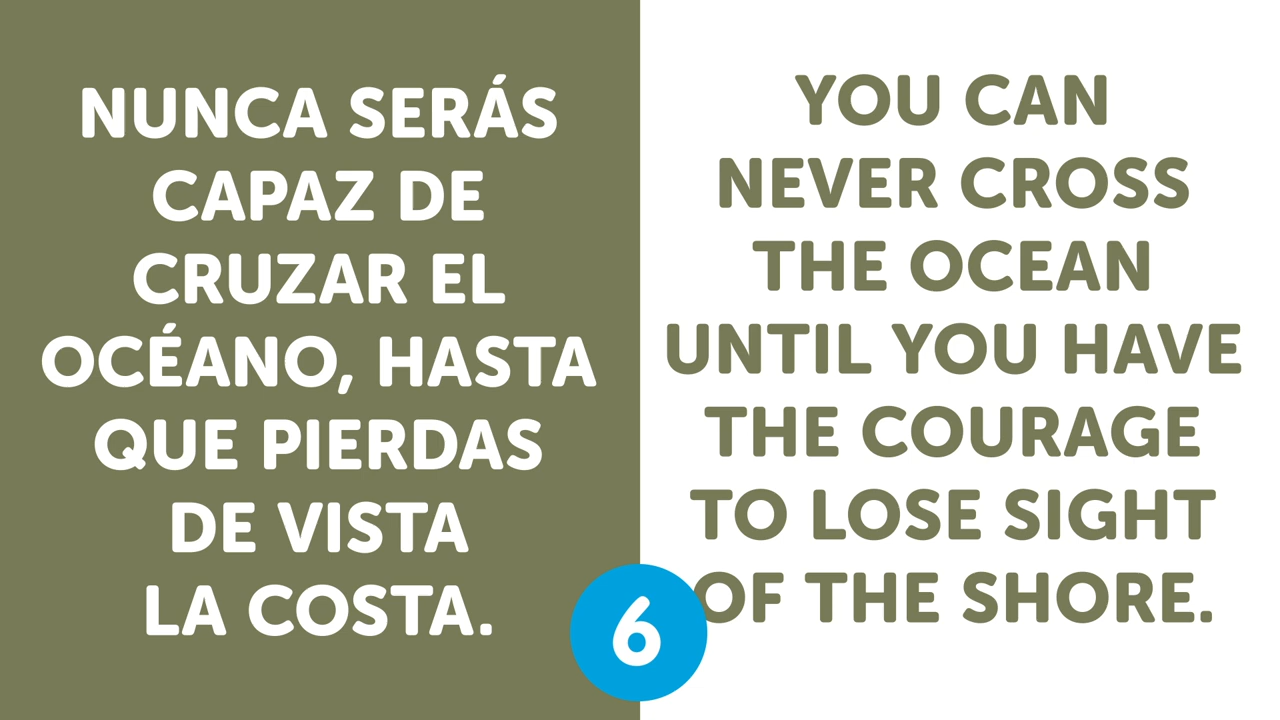 NUNCA SERÁS
CAPAZ DE
CRUZAR EL
OCÉANO, HASTA
QUE PIERDAS
DE VISTA
LA COSTA.
YOU CAN
NEVER CROSS
THE OCEAN
UNTIL YOU HAVE
THE COURAGE
TO LOSE SIGHT
OF THE SHORE.
6